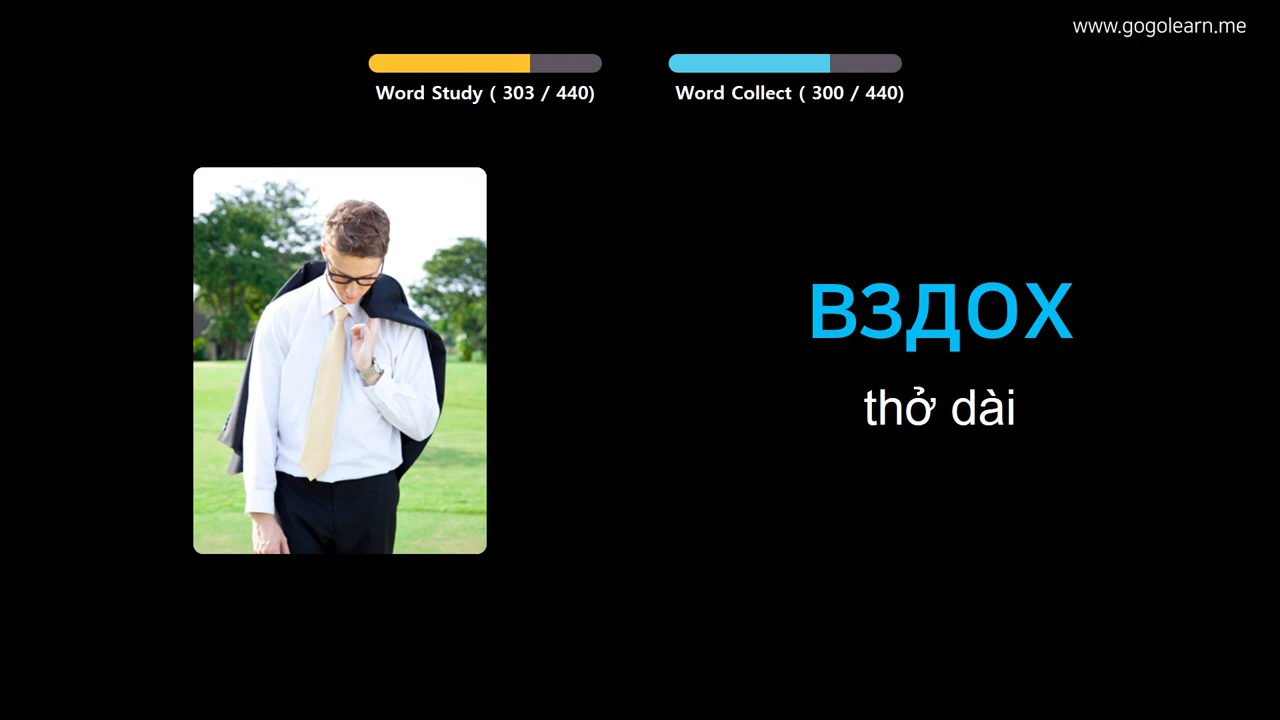 www.gogolearn.me
Word Study ( 303 / 440)
Word Collect ( 300 / 440)
вздох
thở dài